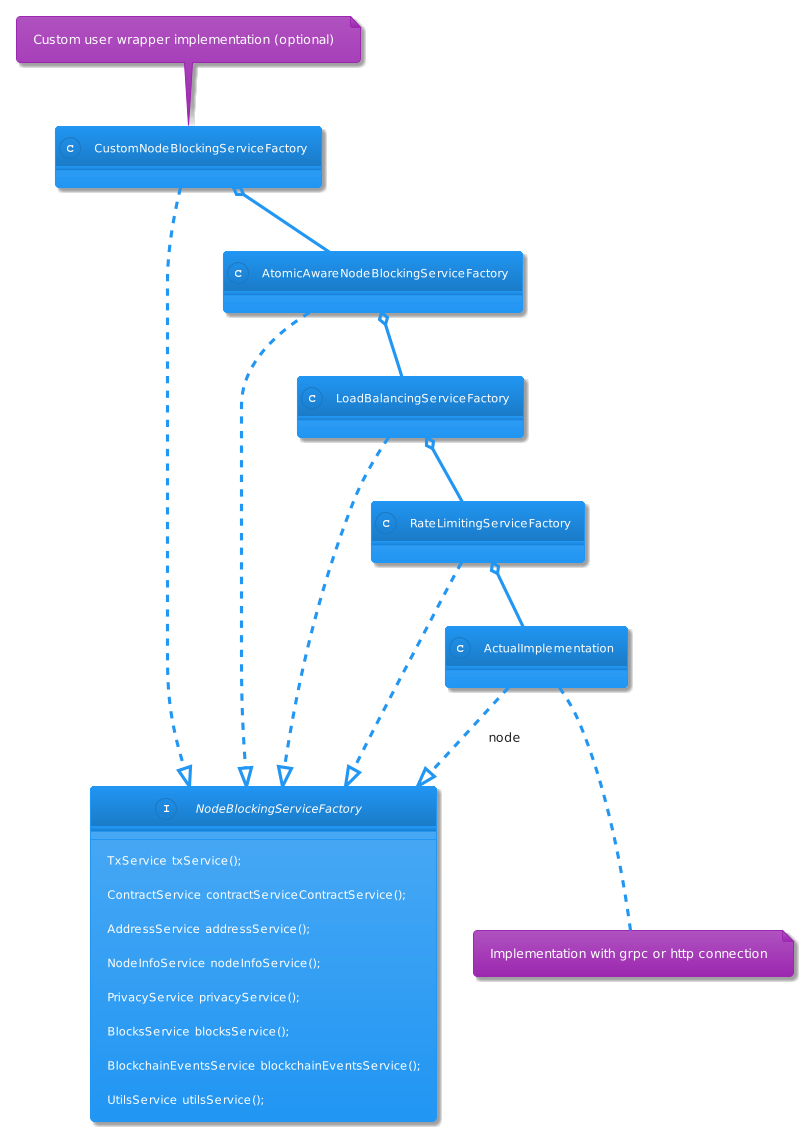 Custom user wrapper implementation (optional)
C CustomNodeBlockingServiceFactory
C AtomicAwareNodeBlockingServiceFactory
C LoadBalancingServiceFactory
C RateLimitingServiceFactory
C ActualImplementation
node
I NodeBlockingServiceFactory
TxService txService();
ContractService contractServiceContractService();
AddressService addressService();
NodeInfoService nodeInfoService();
PrivacyService privacyService();
BlocksService blocksService();
BlockchainEventsService blockchainEventsService();
UtilsService utilsService();
Implementation with grpc or http connection